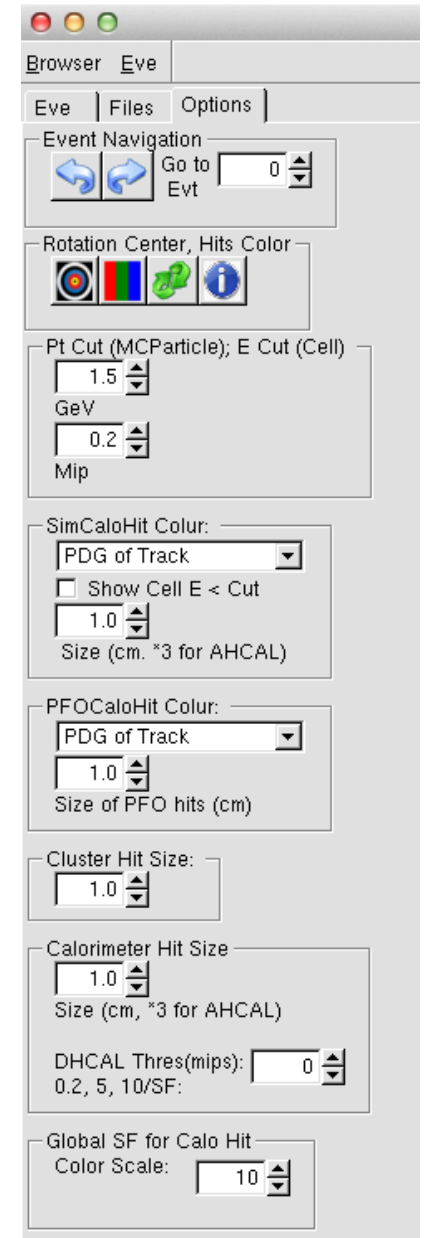 Browser Eve
Eve Files Options
Event Navigation
Go to 0
Evt
Rotation Center, Hits Color
Pt Cut (MCParticle); E Cut (Cell)
1.5
GeV
0.2
Mip
SimCaloHit Colur:
PDG of Track
Show Cell E < Cut
1.0
Size (cm. *3 for AHCAL)
PFOCaloHit Colur:
PDG of Track
1.0
Size of PFO hits (cm)
Cluster Hit Size:
1.0
Calorimeter Hit Size
1.0
Size (cm, *3 for AHCAL)
DHCAL Thres(mips): 0
0.2, 5, 10/SF:
Global SF for Calo Hit
Color Scale: 10